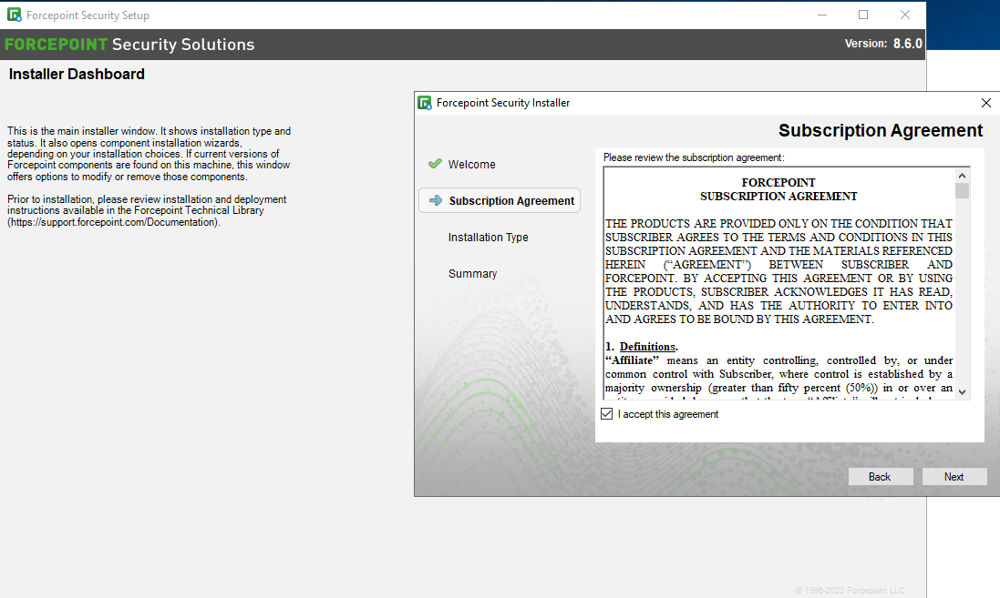 Forcepoint Security Setup
FORCEPOINT Security Solutions
Version: 8.6.0
Installer Dashboard
This is the main installer window. It shows installation type and
status. It also opens component installation wizards,
depending on your installation choices. If current versions of
Forcepoint components are found on this machine, this window
offers options to modify or remove those components.
Prior to installation, please review installation and deployment
instructions available in the Forcepoint Technical Library
(https://support.forcepoint.com/Documentation).
Forcepoint Security Installer
Subscription Agreement
Welcome
Subscription Agreement
Installation Type
Summary
Please review the subscription agreement:
FORCEPOINT
SUBSCRIPTION AGREEMENT
THE PRODUCTS ARE PROVIDED ONLY ON THE CONDITION THAT
SUBSCRIBER AGREES TO THE TERMS AND CONDITIONS IN THIS
SUBSCRIPTION AGREEMENT AND THE MATERIALS REFERENCED
HEREIN (“AGREEMENT”) BETWEEN SUBSCRIBER AND
FORCEPOINT. BY ACCEPTING THIS AGREEMENT OR BY USING
THE PRODUCTS, SUBSCRIBER ACKNOWLEDGES IT HAS READ,
UNDERSTANDS, AND HAS THE AUTHORITY TO ENTER INTO
AND AGREES TO BE BOUND BY THIS AGREEMENT.
1. Definitions.
“Affiliate” means an entity controlling, controlled by, or under
common control with Subscriber, where control is established by a
majority ownership (greater than fifty percent (50%)) in or over an
I accept this agreement
Back
Next
© 1996-2020 Forcepoint LLC